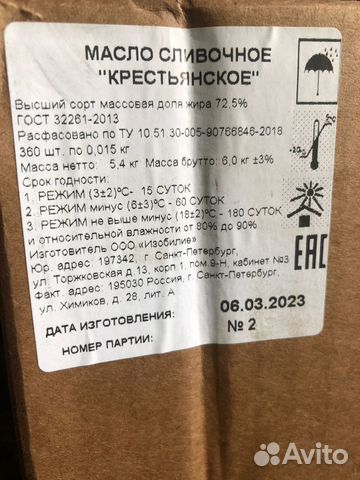 МАСЛО СЛИВОЧНОЕ
"КРЕСТЬЯНСКОЕ"
Высший сорт массовая доля жира 72,5%
ГОСТ 32261-2013
Расфасовано по ТУ 10 51 30-005-90766846-2018
360 шт. по 0,015 кг
Масса нетто: 5,4 кг Масса брутто: 6,0 кг ±3%
Срок годности:
1. РЕЖИМ (3±2)ºС- 15 СУТОК
2. РЕЖИМ минус (6±3)ºС - 60 СУТОК
3. РЕЖИМ не выше минус (18±2)ºС - 180 СУТОК
и относительной влажности от 80% до 90%
Изготовитель ООО «Изобилие»
Юр. адрес: 197342, г. Санкт-Петербург,
ул. Торжковская д.13, корп 1, пом.9-Н, кабинет №3
Факт. адрес: 195030 Россия, г. Санкт-Петербург,
ул. Химиков, д. 28, лит. А
EAC
ДАТА ИЗГОТОВЛЕНИЯ: 06.03.2023
НОМЕР ПАРТИИ: № 2
Avito